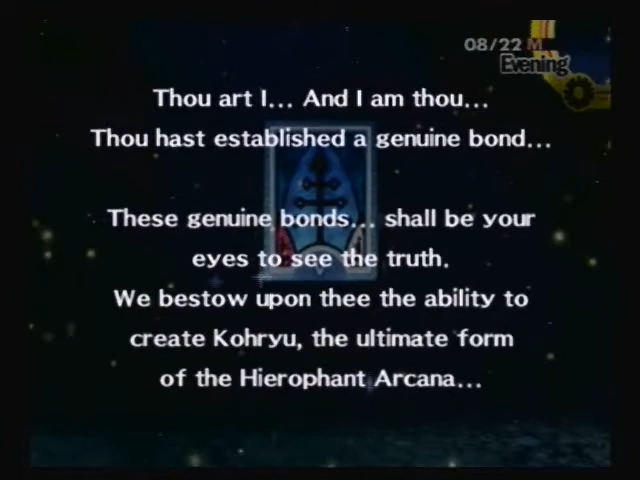 08/22 M
Evening
Thou art I... And I am thou...
Thou hast established a genuine bond...
These genuine bonds... shall be your
eyes to see the truth.
We bestow upon thee the ability to
create Kohryu, the ultimate form
of the Hierophant Arcana...